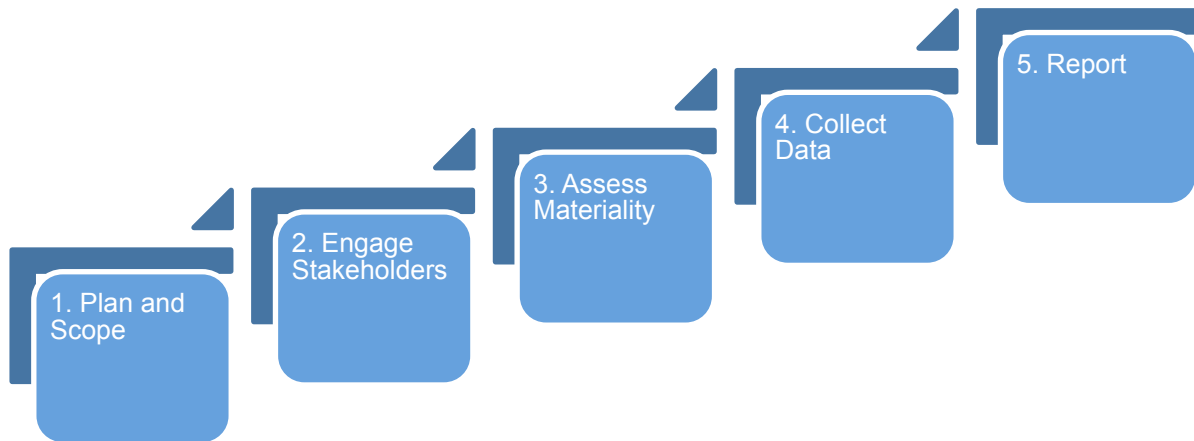 1. Plan and
Scope
2. Engage
Stakeholders
3. Assess
Materiality
4. Collect
Data
5. Report